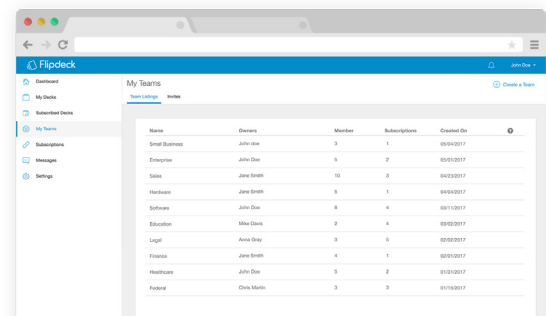 Flipdeck
John Doe
Dashboard
My Decks
Subscribed Decks
My Teams
Subscriptions
Messages
Settings
My Teams
Create a Team
Team Listings Invites
Name Owners Member Subscriptions Created On
Small Business John doe 3 1 05/04/2017
Enterprise John Doe 5 2 05/01/2017
Sales Jane Smith 10 3 04/23/2017
Hardware Jane Smith 5 1 04/04/2017
Software John Doe 8 4 03/11/2017
Education Mike Davis 2 4 03/02/2017
Legal Anna Gray 3 5 02/02/2017
Finance Jane Smith 4 1 02/01/2017
Healthcare John Doe 5 2 01/21/2017
Federal Chris Martin 3 3 01/15/2017